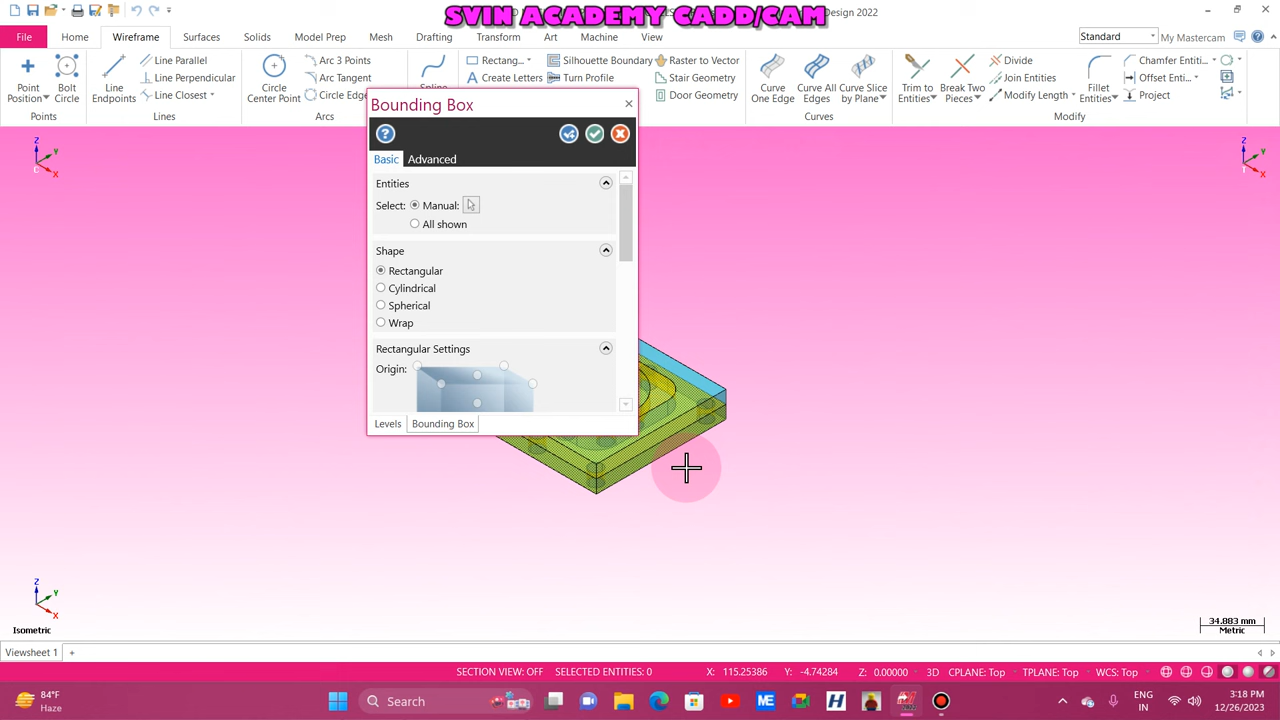 SVIN ACADEMY CADD/CAM
Design 2022
File
Home
Wireframe
Surfaces
Solids
Model Prep
Mesh
Drafting
Transform
Art
Machine
View
Standard
My Mastercam
Point
Position
Bolt
Circle
Points
Line
Endpoints
Line Parallel
Line Perpendicular
Line Closest
Lines
Circle
Center Point
Arc 3 Points
Arc Tangent
Circle Edge
Arcs
Spline
Rectang...
Create Letters
Silhouette Boundary
Turn Profile
Raster to Vector
Stair Geometry
Door Geometry
Curve
One Edge
Curve All
Edges
Curve Slice
by Plane
Curves
Trim to
Entities
Break Two
Pieces
Divide
Join Entities
Modify Length
Fillet
Entities
Chamfer Entit...
Offset Enti...
Project
Modify
Bounding Box
Basic
Advanced
Entities
Select:
Manual:
All shown
Shape
Rectangular
Cylindrical
Spherical
Wrap
Rectangular Settings
Origin:
Levels
Bounding Box
Z
Y
X
Z
Y
X
Z
Y
X
Isometric
34.883 mm
Metric
Viewsheet 1
+
SECTION VIEW: OFF
SELECTED ENTITIES: 0
X: 115.25386
Y: -4.74284
Z: 0.00000
3D
CPLANE: Top
TPLANE: Top
WCS: Top
84°F
Haze
Search
ENG
IN
3:18 PM
12/26/2023